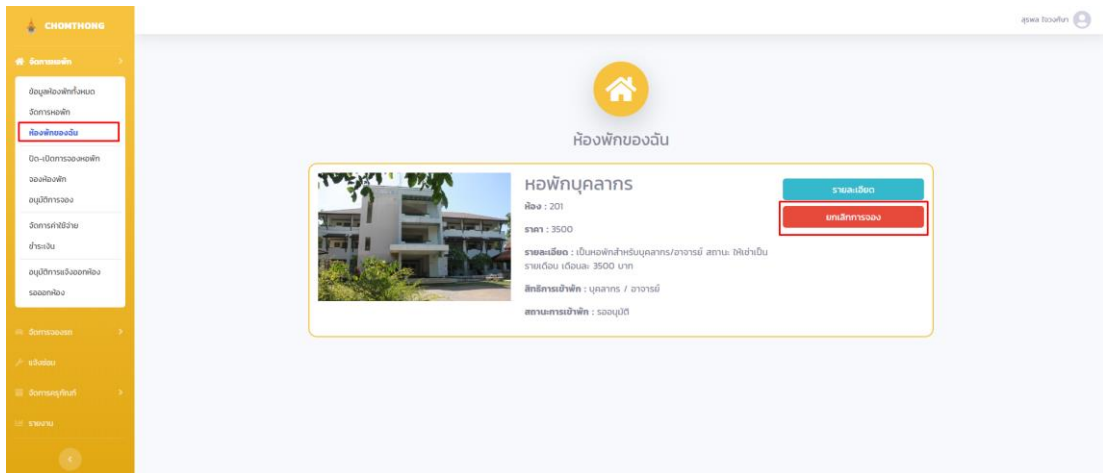 CHONTHONG
จัดการหอพัก
ข้อมูลห้องพักทั้งหมด
จัดการหอพัก
ห้องพักของฉัน
ปิด-เปิดการจองหอพัก
จองห้องพัก
อนุมัติการจอง
จัดการค่าใช้จ่าย
ชำระเงิน
อนุมัติการแจ้งออกห้อง
รอออกห้อง
จัดการจองรถ
แจ้งซ่อม
จัดการครุภัณฑ์
รายงาน
สุรพล
ห้องพักของฉัน
หอพักบุคลากร
ห้อง : 201
ราคา : 3500
รายละเอียด : เป็นหอพักสำหรับบุคลากร/อาจารย์ สถานะ ให้เช่าเป็น
รายเดือน เดือนละ 3500 บาท
สิทธิการเข้าพัก : บุคลากร / อาจารย์
สถานะการเข้าพัก : รออนุมัติ
รายละเอียด
ยกเลิกการจอง